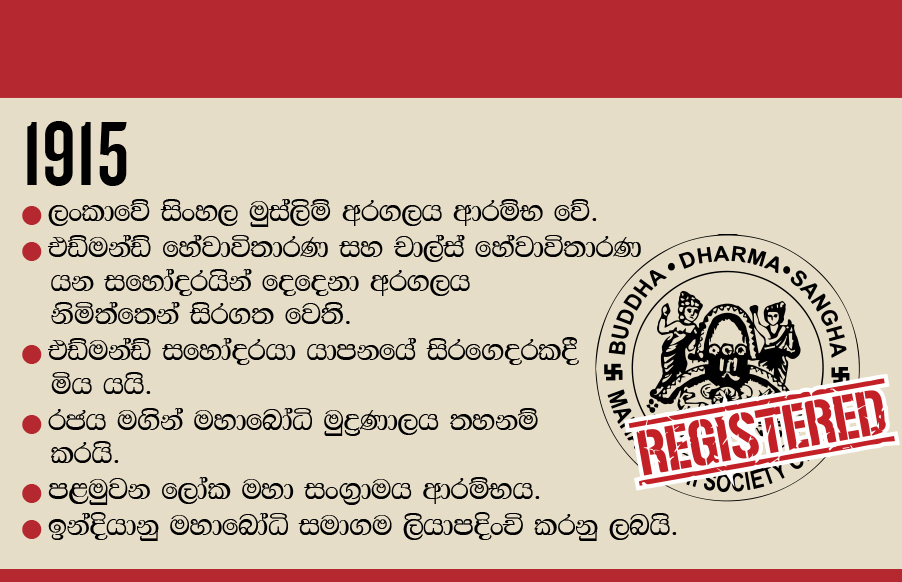 1915
ලංකාවේ සිංහල මුස්ලිම් අරගලය ආරම්භ වේ.
එඩ්මන්ඩ් හේවාවිතාරණ සහ චාල්ස් හේවාවිතාරණ
යන සහෝදරයින් දෙදෙනා අරගලය
නිමිත්තෙන් සිරගත වෙති.
එඩ්මන්ඩ් සහෝදරයා යාපනයේ සිරගෙදරකදී
මිය යයි.
රජය මගින් මහාබෝධි මුද්‍රණාලය තහනම්
කරයි.
පළමුවන ලෝක මහා සංග්‍රාමය ආරම්භය.
ඉන්දියානු මහාබෝධි සමාගම ලියාපදිංචි කරනු ලබයි.
BUDDHA • DHARMA • SANGHA
SOCIETY
REGISTERED